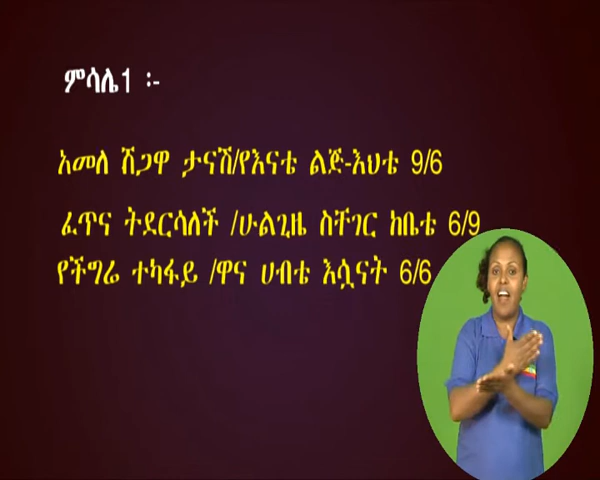 ምሳሌ1 ፡-
አመለ ሸጋዋ ታናሽ/የእናቴ ልጅ-እህቴ 9/6
ፈጥና ትደርሳለች /ሁልጊዜ ስቸገር ከቤቴ 6/9
የችግሬ ተካፋይ /ዋና ሀብቴ እሷናት 6/6